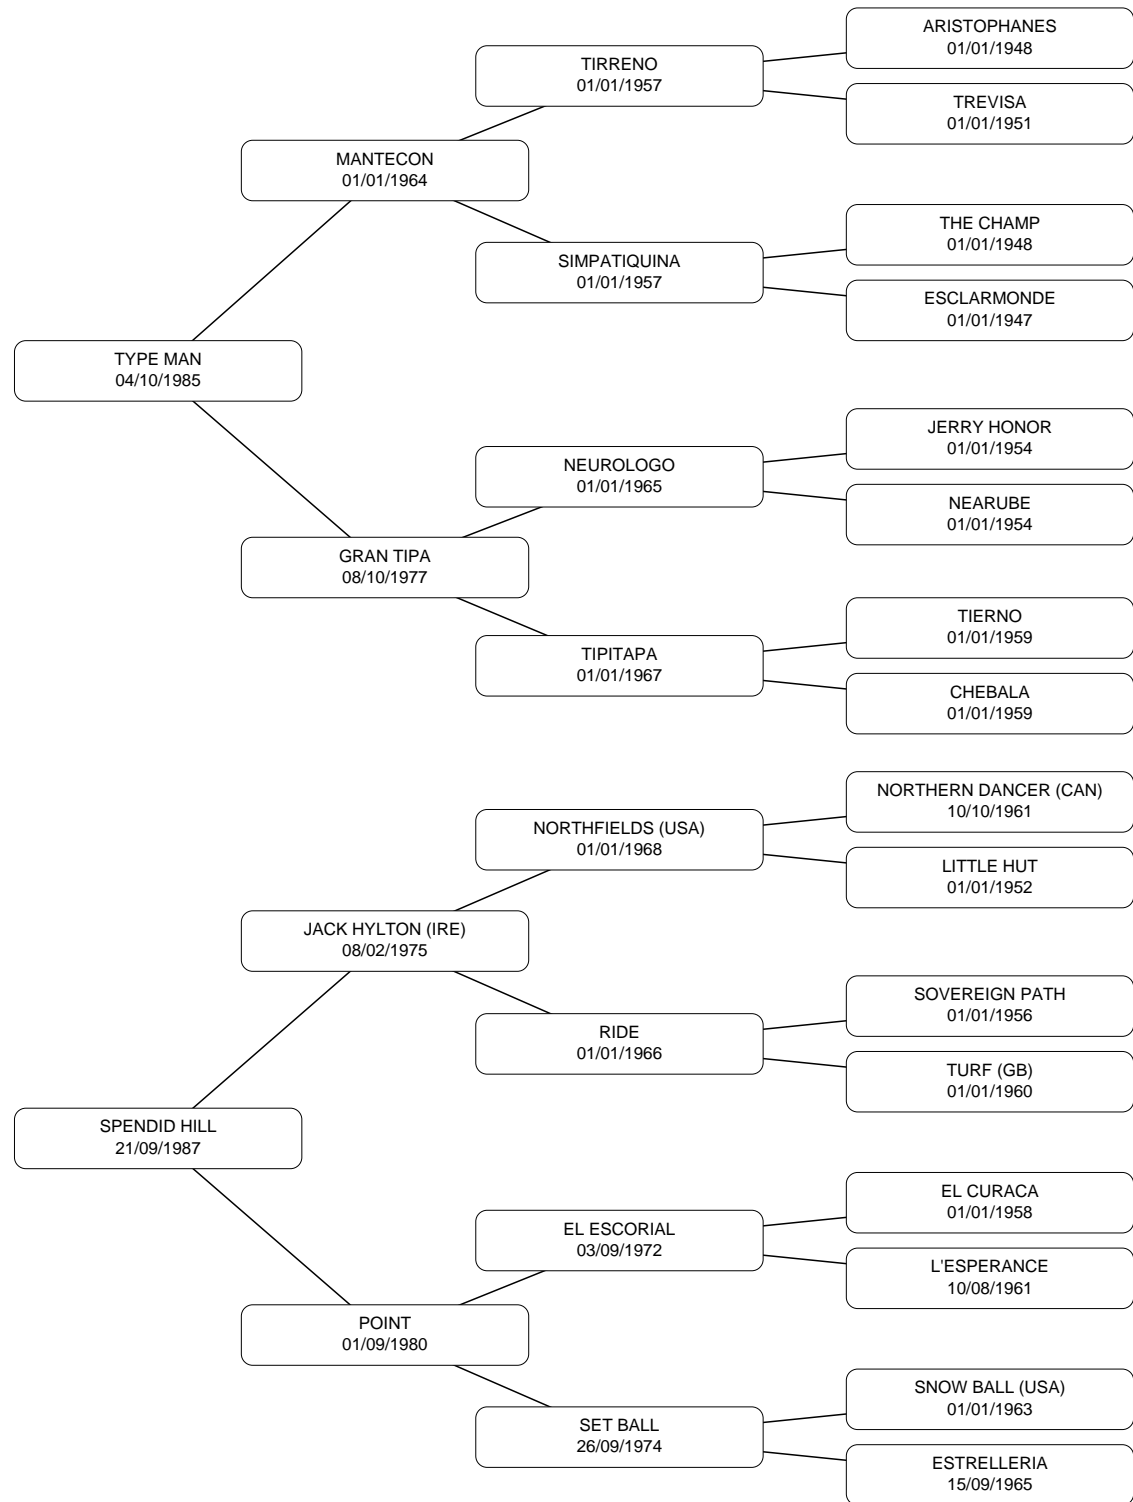 ARISTOPHANES
01/01/1948
TIRRENO
01/01/1957
TREVISA
01/01/1951
MANTECON
01/01/1964
THE CHAMP
01/01/1948
SIMPATIQUINA
01/01/1957
ESCLARMONDE
01/01/1947
TYPE MAN
04/10/1985
JERRY HONOR
01/01/1954
NEUROLOGO
01/01/1965
NEARUBE
01/01/1954
GRAN TIPA
08/10/1977
TIERNO
01/01/1959
TIPITAPA
01/01/1967
CHEBALA
01/01/1959
NORTHERN DANCER (CAN)
10/10/1961
NORTHFIELDS (USA)
01/01/1968
LITTLE HUT
01/01/1952
JACK HYLTON (IRE)
08/02/1975
SOVEREIGN PATH
01/01/1956
RIDE
01/01/1966
TURF (GB)
01/01/1960
SPENDID HILL
21/09/1987
EL CURACA
01/01/1958
EL ESCORIAL
03/09/1972
L'ESPERANCE
10/08/1961
POINT
01/09/1980
SNOW BALL (USA)
01/01/1963
SET BALL
26/09/1974
ESTRELLERIA
15/09/1965